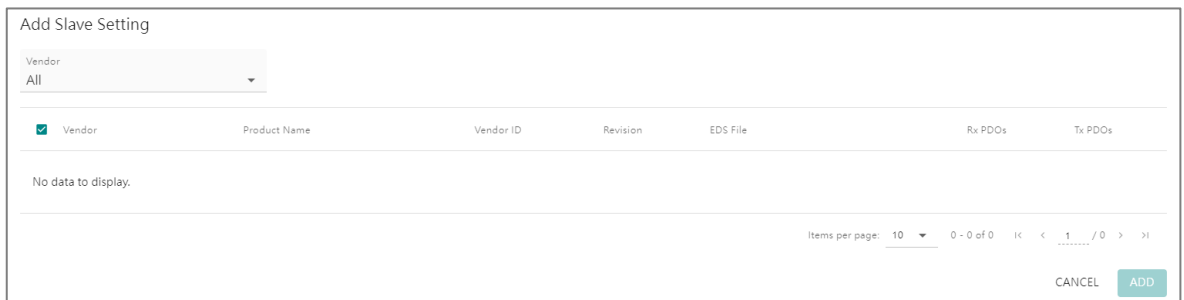 Add Slave Setting
Vendor
All
Vendor Product Name Vendor ID Revision EDS File Rx PDOs Tx PDOs
No data to display.
Items per page: 10 0 - 0 of 0 1 / 0
CANCEL ADD